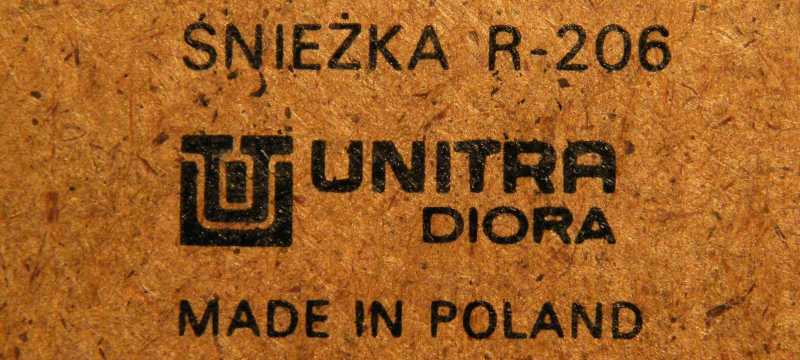 ŚNIEŻKA R-206
UNITRA
DIORA
MADE IN POLAND